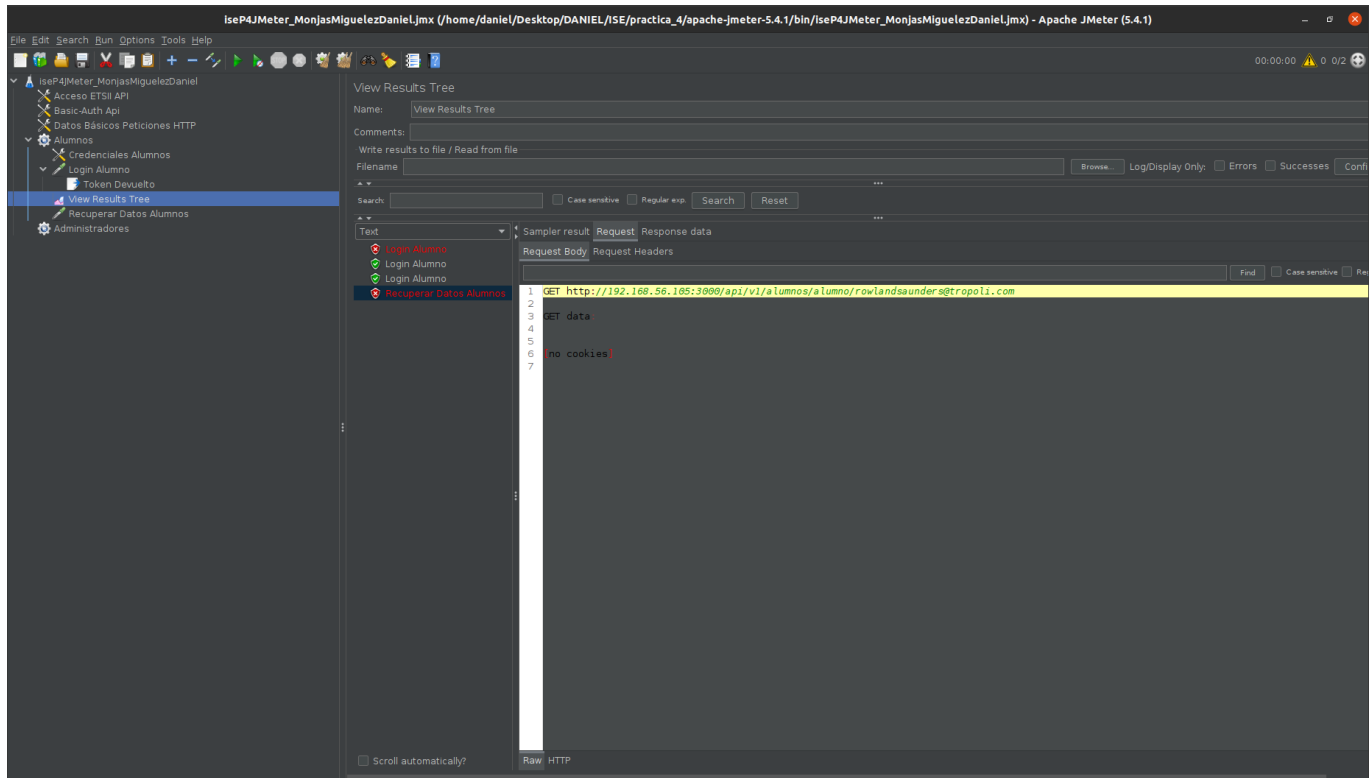 iseP4JMeter_MonjasMiguelezDaniel.jmx (/home/daniel/Desktop/DANIEL/ISE/practica_4/apache-jmeter-5.4.1/bin/iseP4JMeter_MonjasMiguelezDaniel.jmx) - Apache JMeter (5.4.1)
File Edit Search Run Options Tools Help
00:00:00 0 0/2
iseP4JMeter_MonjasMiguelezDaniel
Acceso ETSII API
Basic-Auth Api
Datos Básicos Peticiones HTTP
Alumnos
Credenciales Alumnos
Login Alumno
Token Devuelto
View Results Tree
Recuperar Datos Alumnos
Administradores
View Results Tree
Name: View Results Tree
Comments:
Write results to file / Read from file
Filename Browse... Log/Display Only: Errors Successes Confi
Search: Case sensitive Regular exp. Search Reset
Text
Login Alumno
Login Alumno
Login Alumno
Recuperar Datos Alumnos
Scroll automatically?
Sampler result Request Response data
Request Body Request Headers
Find Case sensitive Re
1 GET http://192.168.56.105:3000/api/v1/alumnos/alumno/rowlandsaunders@tropoli.com
2
3 GET data
4
5
6 no cookies
7
Raw HTTP